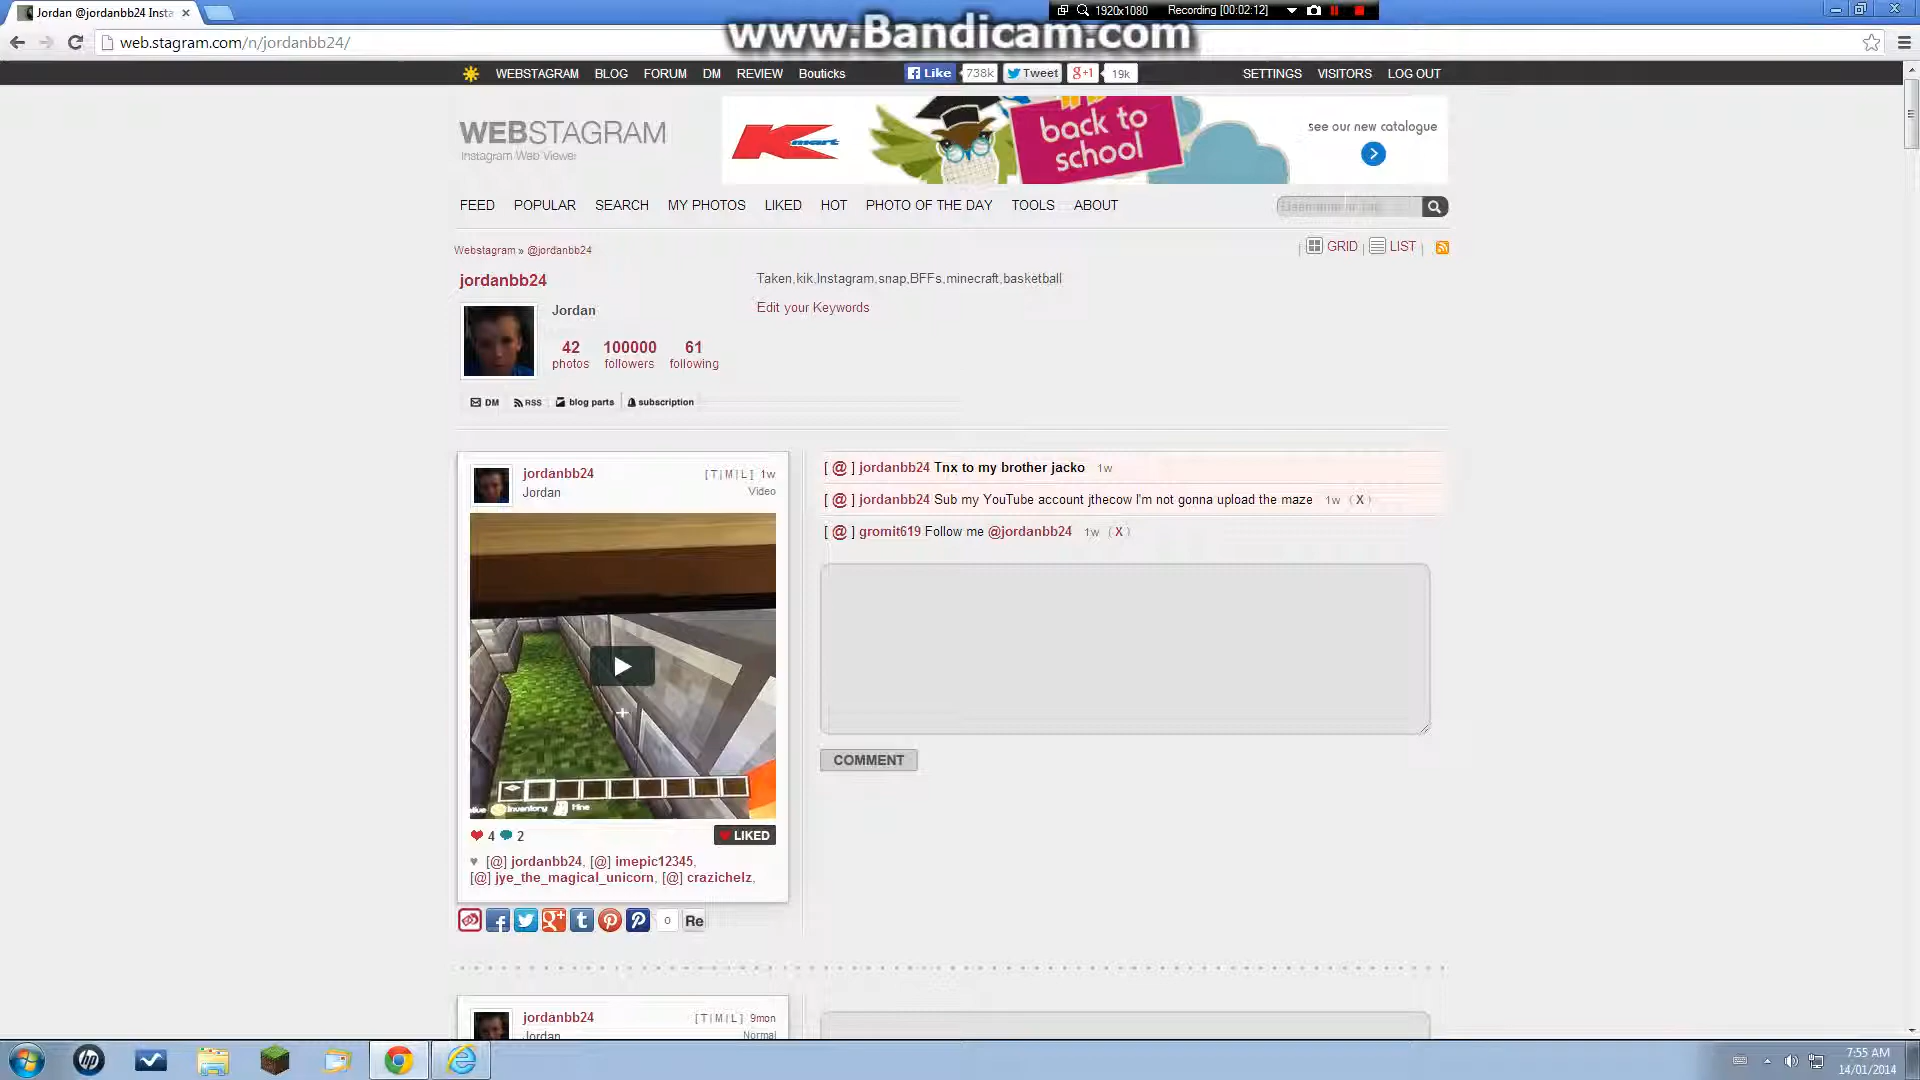 Jordan @jordanbb24 Insta
1920x1080
Recording [00:02:12]
www.Bandicam.com
web.stagram.com/n/jordanbb24/
WEBSTAGRAM BLOG FORUM DM REVIEW Bouticks
Like 738k Tweet g+1 19k
SETTINGS VISITORS LOG OUT
WEBSTAGRAM
Instagram Web Viewer
K mart
back to
school
see our new catalogue
FEED POPULAR SEARCH MY PHOTOS LIKED HOT PHOTO OF THE DAY TOOLS ABOUT
Webstagram » @jordanbb24
GRID LIST
jordanbb24
Taken,kik,Instagram,snap,BFFs,minecraft,basketball
Edit your Keywords
Jordan
42 100000 61
photos followers following
DM RSS blog parts subscription
jordanbb24 [T|M|L] 1w
Jordan Video
[ @ ] jordanbb24 Tnx to my brother jacko 1w
[ @ ] jordanbb24 Sub my YouTube account jthecow I'm not gonna upload the maze 1w (X)
[ @ ] gromit619 Follow me @jordanbb24 1w (X)
COMMENT
Inventory Mine
4 2 LIKED
♥ [@] jordanbb24, [@] imepic12345,
[@] jye_the_magical_unicorn, [@] crazichelz,
0 Re
jordanbb24 [T|M|L] 9mon
Jordan Normal
hp
7:55 AM
14/01/2014